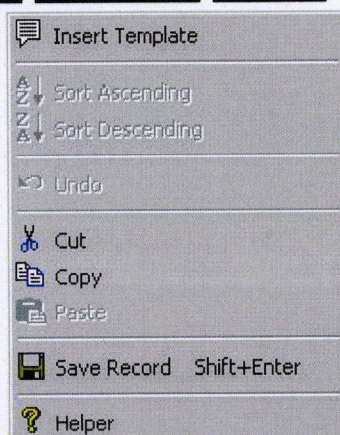 Insert Template
Sort Ascending
Sort Descending
Undo
Cut
Copy
Paste
Save Record Shift+Enter
Helper